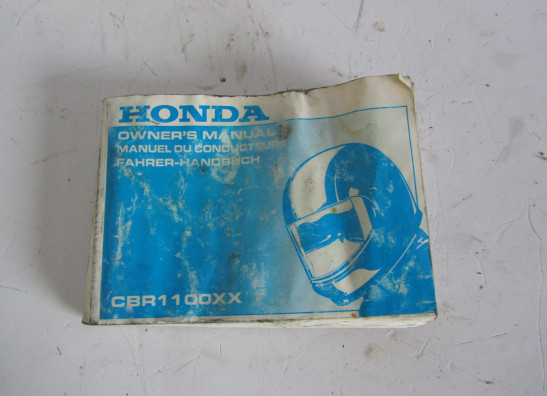 HONDA
OWNER'S MANUAL
MANUEL DU CONDUCTEUR
FAHRER-HANDBUCH
CBR1100XX